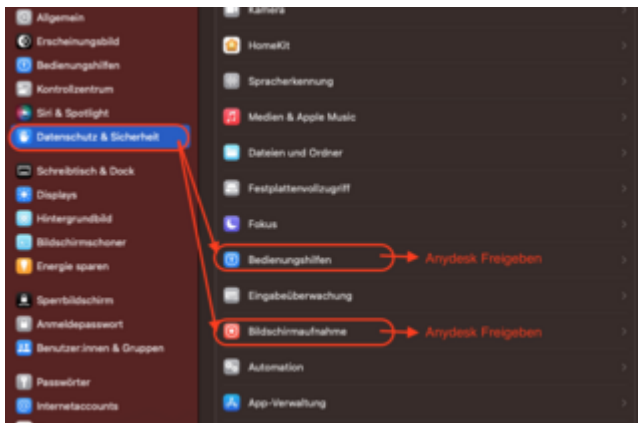 Allgemein
Erscheinungsbild
Bedienungshilfen
Kontrollzentrum
Siri & Spotlight
Datenschutz & Sicherheit
Schreibtisch & Dock
Displays
Hintergrundbild
Bildschirmschoner
Energie sparen
Sperrbildschirm
Anmeldepasswort
Benutzer:innen & Gruppen
Passwörter
Internetaccounts
Kamera
HomeKit
Spracherkennung
Medien & Apple Music
Dateien und Ordner
Festplattenvollzugriff
Fokus
Bedienungshilfen Anydesk Freigeben
Eingabeüberwachung
Bildschirmaufnahme Anydesk Freigeben
Automation
App-Verwaltung